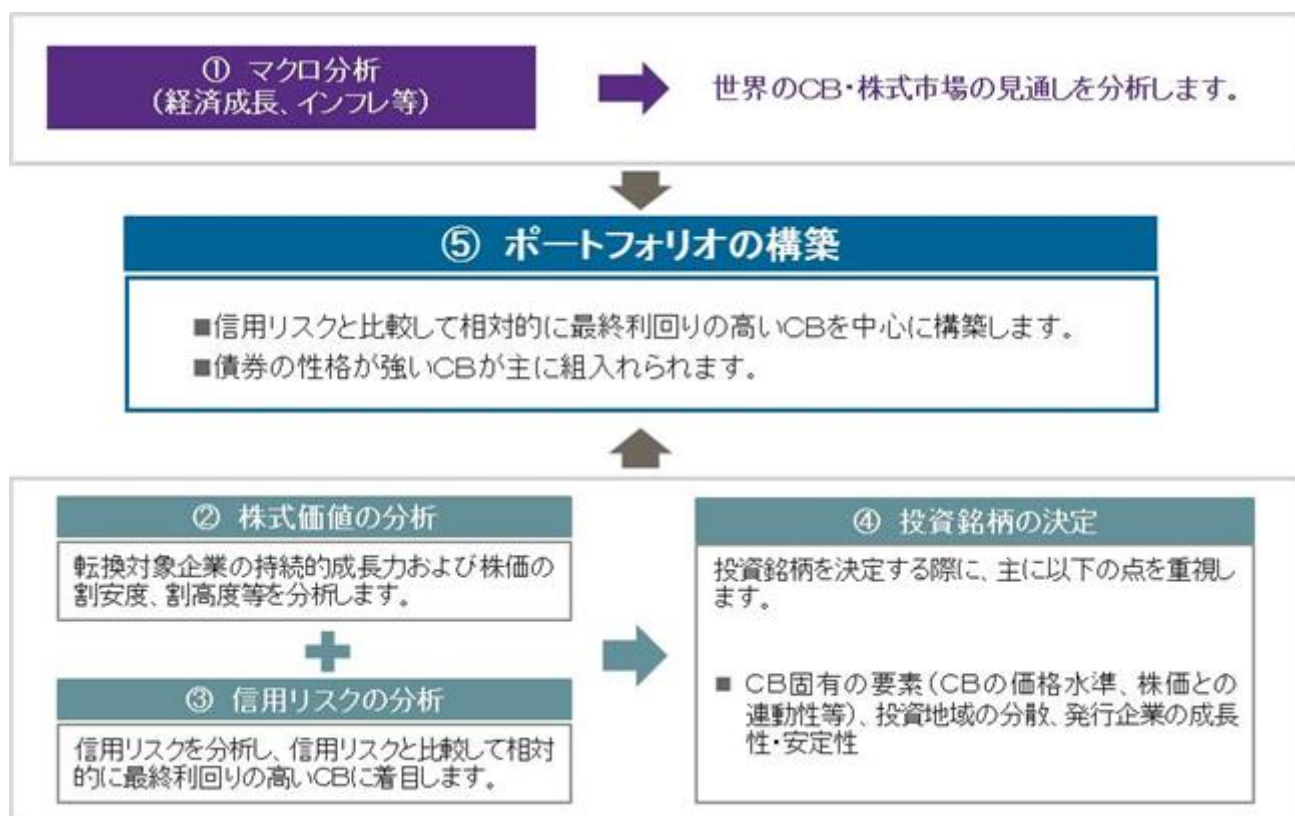 ① マクロ分析
（経済成長、インフレ等）
世界のCB・株式市場の見通しを分析します。
⑤ ポートフォリオの構築
■信用リスクと比較して相対的に最終利回りの高いCBを中心に構築します。
■債券の性格が強いCBが主に組入れられます。
② 株式価値の分析
転換対象企業の持続的成長力および株価の
割安度、割高度等を分析します。
③ 信用リスクの分析
信用リスクを分析し、信用リスクと比較して相対
的に最終利回りの高いCBに着目します。
④ 投資銘柄の決定
投資銘柄を決定する際に、主に以下の点を重視し
ます。
■ CB固有の要素（CBの価格水準、株価との
連動性等）、投資地域の分散、発行企業の成長
性・安定性